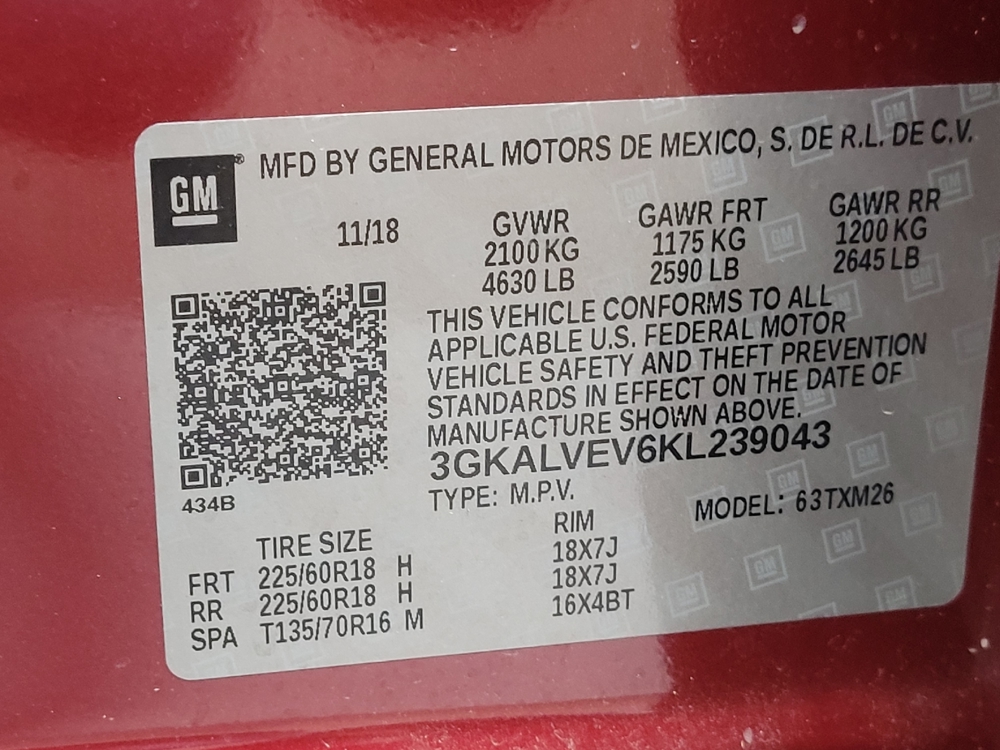 GM® MFD BY GENERAL MOTORS DE MEXICO, S. DE R.L. DE C.V.
11/18
GVWR
2100 KG
4630 LB
GAWR FRT
1175 KG
2590 LB
GAWR RR
1200 KG
2645 LB
THIS VEHICLE CONFORMS TO ALL
APPLICABLE U.S. FEDERAL MOTOR
VEHICLE SAFETY AND THEFT PREVENTION
STANDARDS IN EFFECT ON THE DATE OF
MANUFACTURE SHOWN ABOVE.
3GKALVEV6KL239043
434B
TYPE: M.P.V. MODEL: 63TXM26
TIRE SIZE RIM
FRT 225/60R18 H 18X7J
RR 225/60R18 H 18X7J
SPA T135/70R16 M 16X4BT